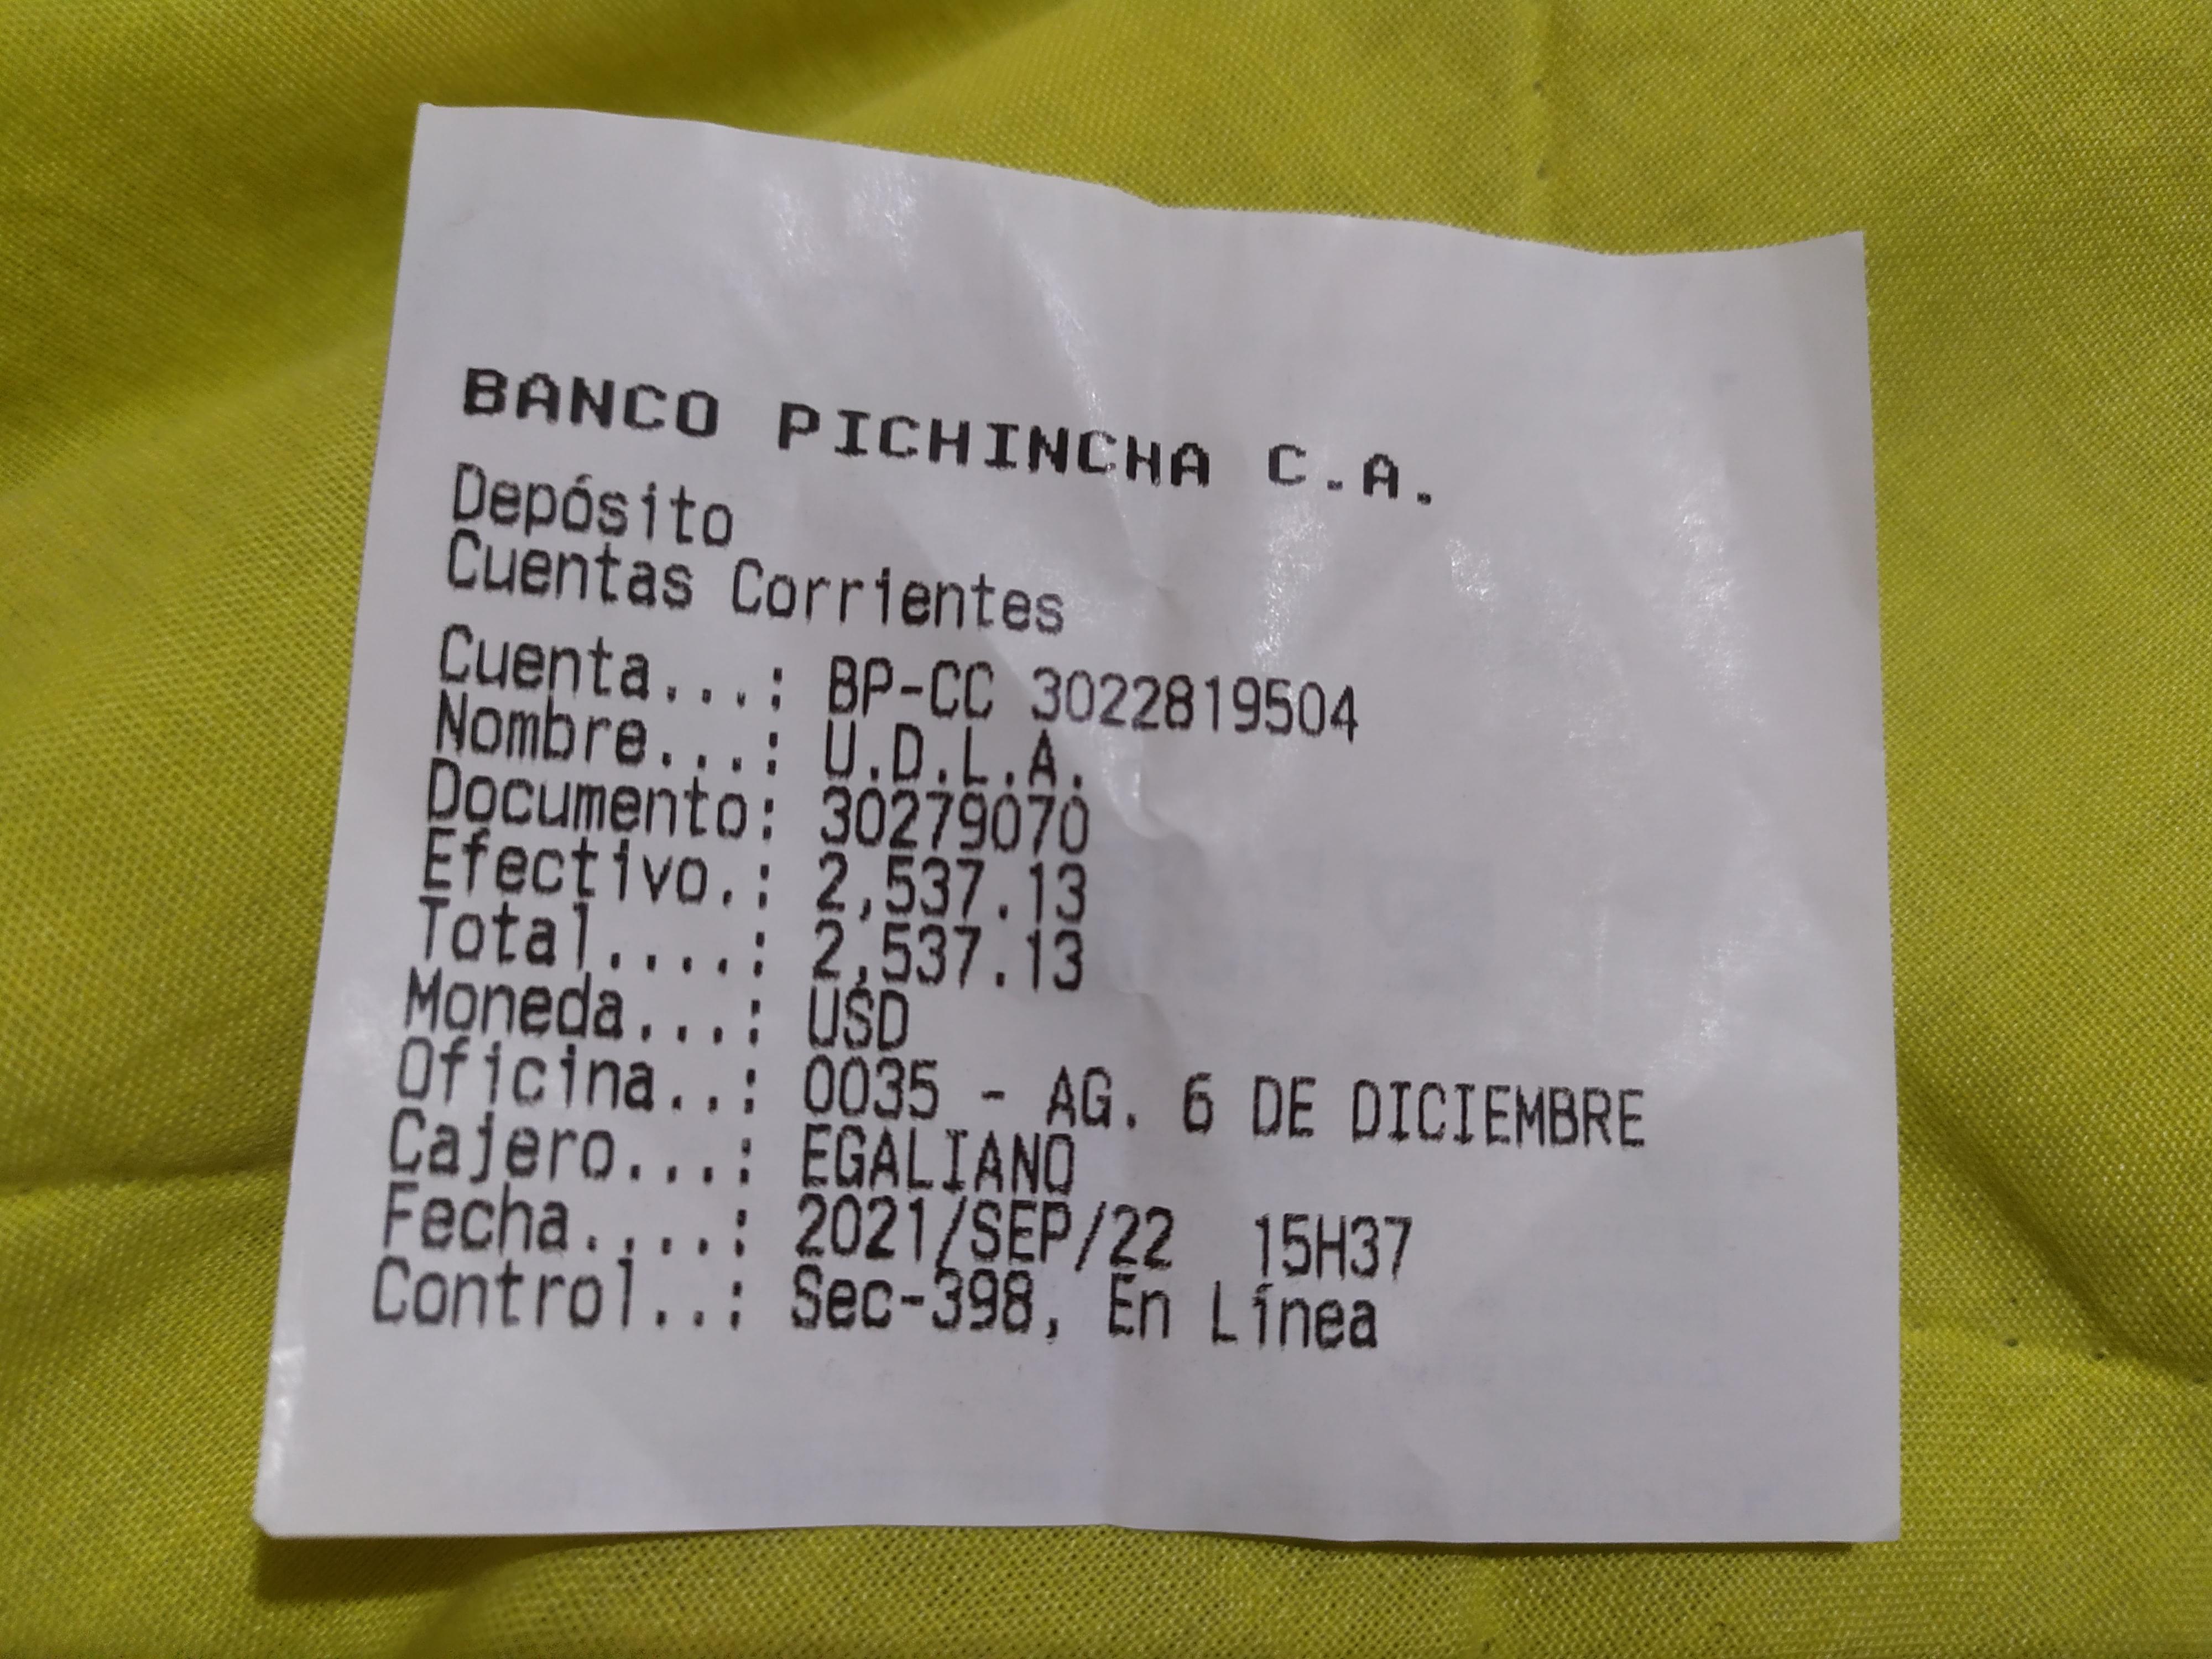 BANCO PICHINCHA C.A.
Depósito
Cuentas Corrientes
Cuenta...: BP-CC 3022819504
Nombre...: U.D.L.A.
Documento: 30279070
Efectivo.: 2,537.13
Total....: 2,537.13
Moneda...: USD
Oficina..: 0035 - AG. 6 DE DICIEMBRE
Cajero...: EGALIANO
Fecha....: 2021/SEP/22  15H37
Control..: Sec-398, En Línea